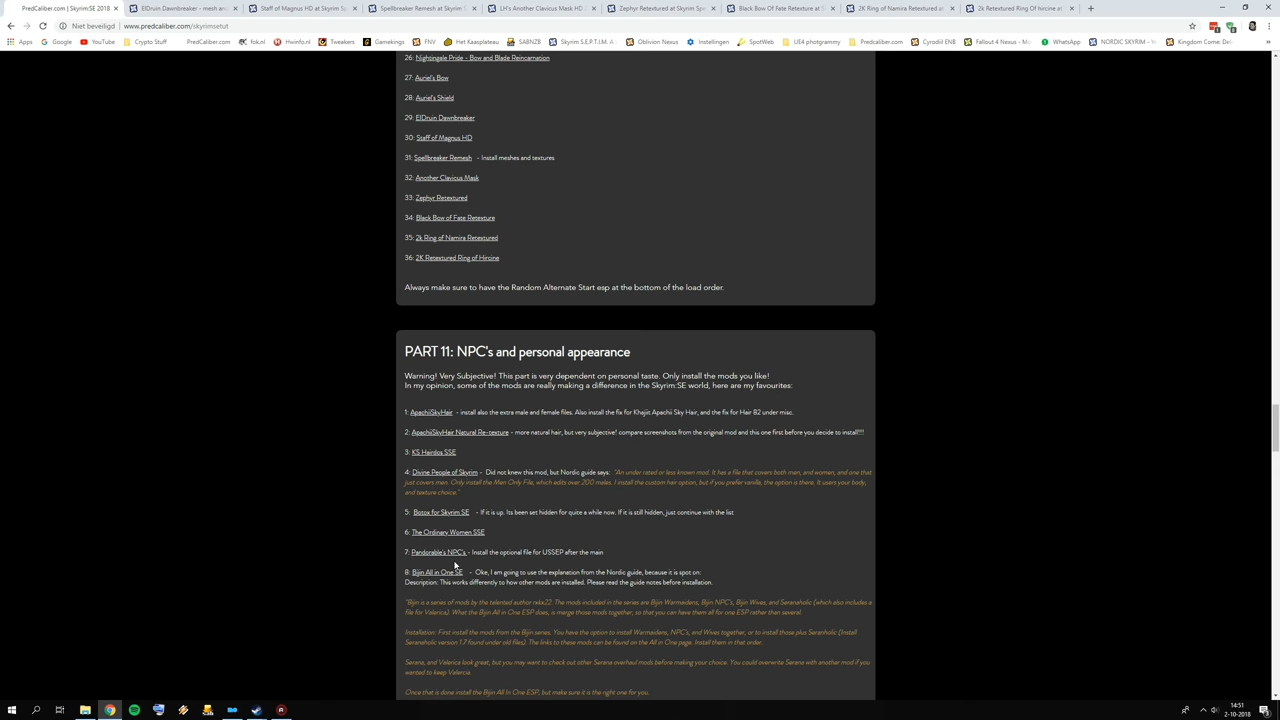 PredCaliber.com | Skyrim:SE 2018
ElDruin Dawnbreaker - mesh an
Staff of Magnus HD at Skyrim Sp
Spellbreaker Remesh at Skyrim S
LH's Another Clavicus Mask HD
Zephyr Retextured at Skyrim Spe
Black Bow Of Fate Retexture at S
2K Ring of Namira Retextured at
2k Retextured Ring Of hircine at
Niet beveiligd | www.predcaliber.com/skyrimsetut
Apps Google YouTube Crypto Stuff PredCaliber.com fok.nl Hwinfo.nl Tweakers Gamekings FNV Het Kaasplateau SABNZB Skyrim S.E.P.T.I.M. A Oblivion Nexus Instellingen SpotWeb UE4 photgrammy Predcaliber.com Cyrodiil ENB Fallout 4 Nexus - Mo WhatsApp NORDIC SKYRIM - Kingdom Come: Del
26: Nightingale Pride - Bow and Blade Reincarnation
27: Auriel's Bow
28: Auriel's Shield
29: ElDruin Dawnbreaker
30: Staff of Magnus HD
31: Spellbreaker Remesh - Install meshes and textures
32: Another Clavicus Mask
33: Zephyr Retextured
34: Black Bow of Fate Retexture
35: 2k Ring of Namira Retextured
36: 2K Retextured Ring of Hircine
Always make sure to have the Random Alternate Start esp at the bottom of the load order.
PART 11: NPC's and personal appearance
Warning! Very Subjective! This part is very dependent on personal taste. Only install the mods you like!
In my opinion, some of the mods are really making a difference in the Skyrim:SE world, here are my favourites:
1: ApachiiSkyHair - install also the extra male and female files. Also install the fix for Khajiit Apachii Sky Hair, and the fix for Hair 82 under misc.
2: ApachiiSkyHair Natural Re-texture - more natural hair, but very subjective! compare screenshots from the original mod and this one first before you decide to install!!!!
3: KS Hairdos SSE
4: Divine People of Skyrim - Did not knew this mod, but Nordic guide says: "An under rated or less known mod. It has a file that covers both men, and women, and one that
just covers men. Only install the Men Only File, which edits over 200 males. I install the custom hair option, but if you prefer vanilla, the option is there. It users your body,
and texture choice."
5: Botox for Skyrim SE - If it is up. Its been set hidden for quite a while now. If it is still hidden, just continue with the list
6: The Ordinary Women SSE
7: Pandorable's NPC's - Install the optional file for USSEP after the main
8: Bijin All in One SE - Oke, I am going to use the explanation from the Nordic guide, because it is spot on:
Description: This works differently to how other mods are installed. Please read the guide notes before installation.
"Bijin is a series of mods by the talented author rxkx22. The mods included in the series are Bijin Warmaidens, Bijin NPC's, Bijin Wives, and Seranaholic (which also includes a
file for Valerica). What the Bijin All in One ESP does, is merge those mods together, so that you can have them all for one ESP rather than several.
Installation: First install the mods from the Bijin series. You have the option to install Warmaidens, NPC's, and Wives together, or to install those plus Seranholic (Install
Seranaholic version 1.7 found under old files). The links to these mods can be found on the All in One page. Install them in that order.
Serana, and Valerica look great, but you may want to check out other Serana overhaul mods before making your choice. You could overwrite Serana with another mod if you
wanted to keep Valercia.
Once that is done install the Bijin All In One ESP, but make sure it is the right one for you.
14:51
2-10-2018